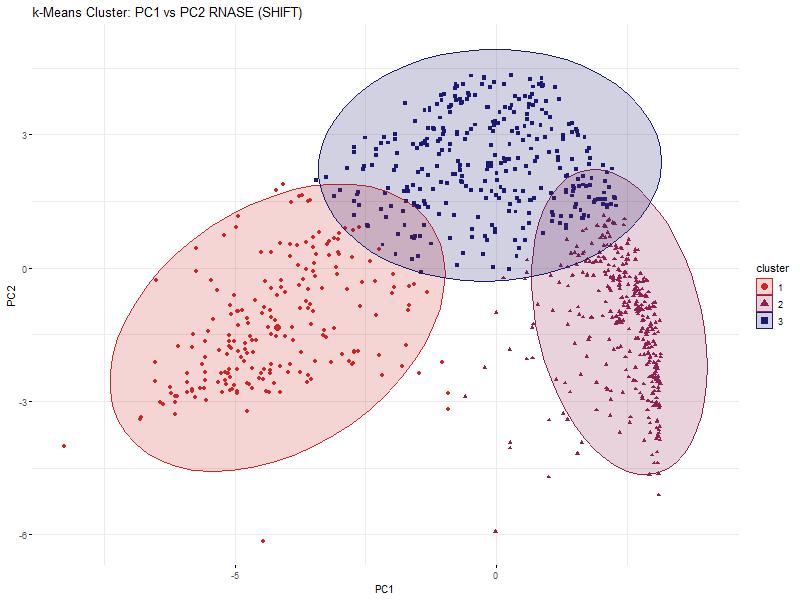 k-Means Cluster: PC1 vs PC2 RNASE (SHIFT)
3
0
-3
-6
PC2
-5
0
PC1
cluster
1
2
3